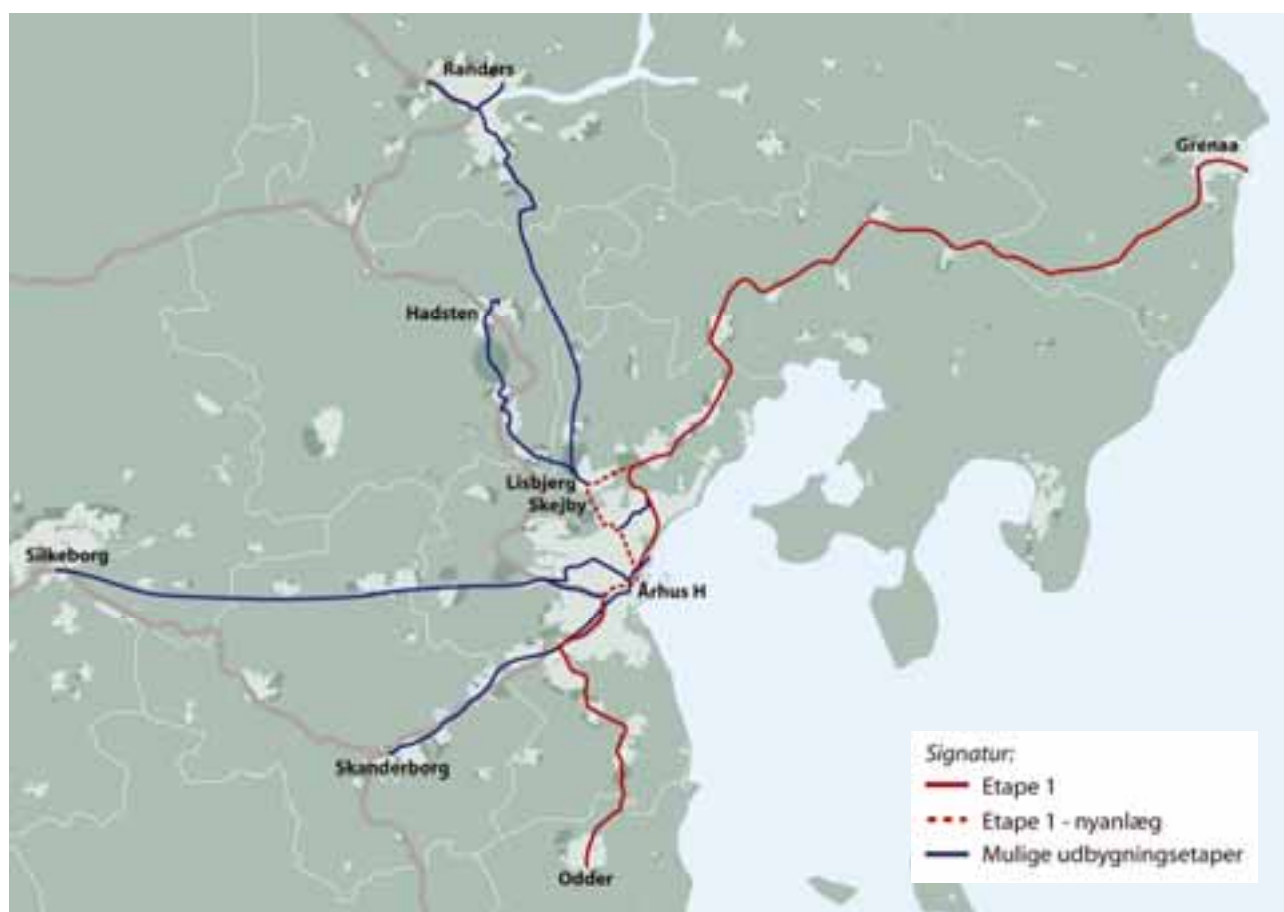 Randers
Grenaa
Hadsten
Lisbjerg
Skejby
Silkeborg
Århus H
Skanderborg
Odder
Signatur:
Etape 1
Etape 1 - nyanlæg
Mulige udbygningsetaper